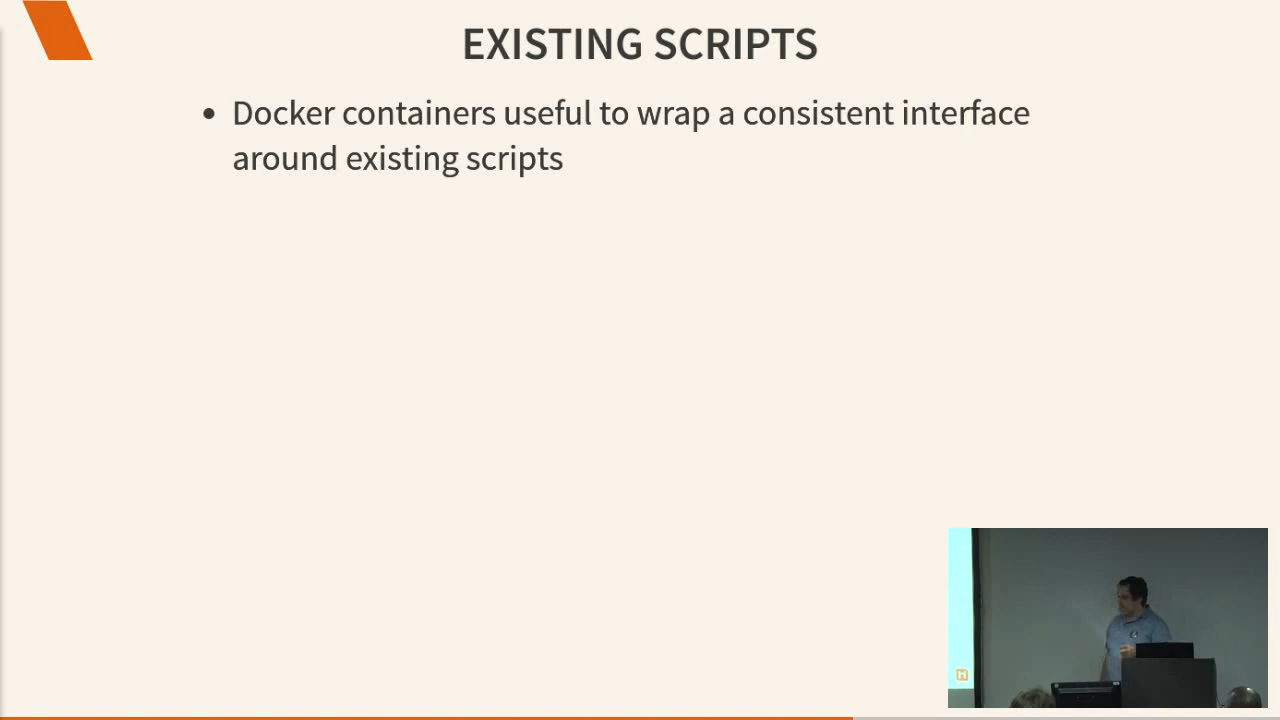 EXISTING SCRIPTS
• Docker containers useful to wrap a consistent interface
around existing scripts